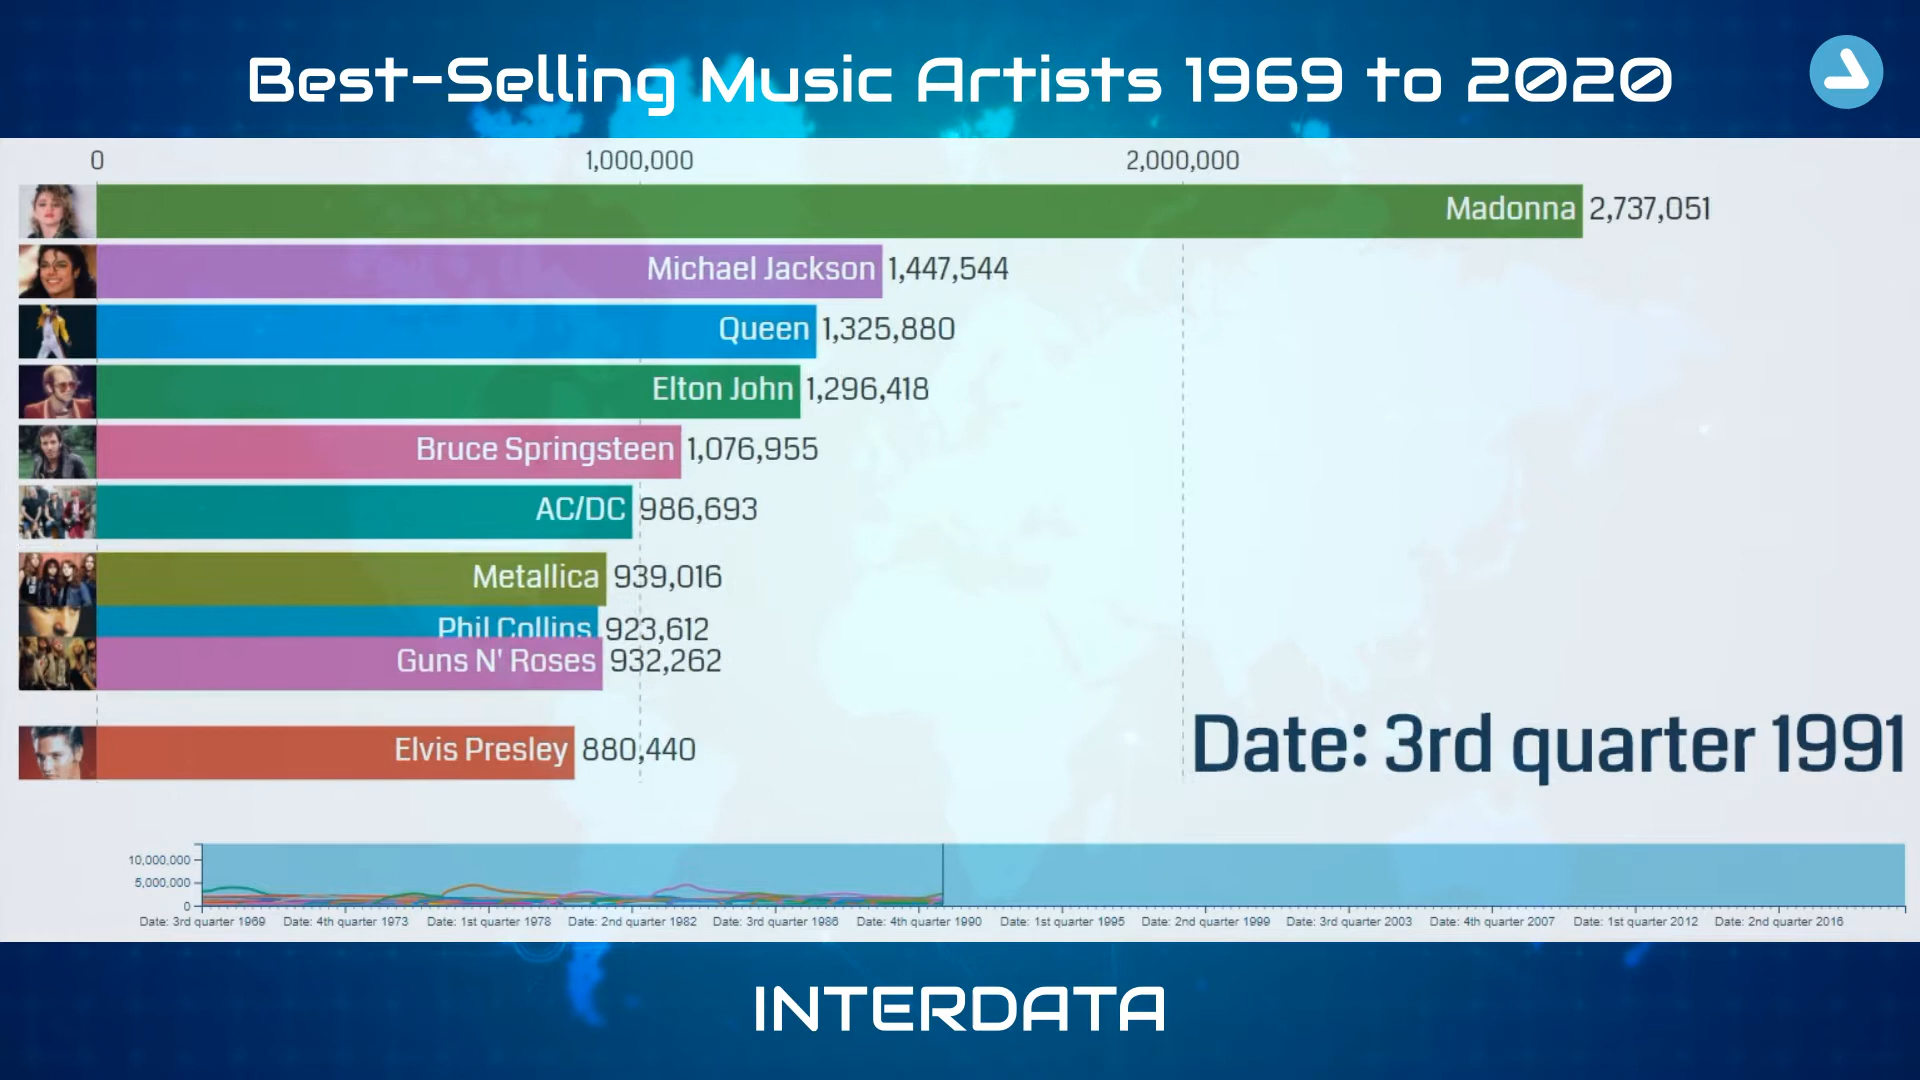 Best-Selling Music Artists 1969 to 2020
0 1,000,000 2,000,000
Madonna 2,737,051
Michael Jackson 1,447,544
Queen 1,325,880
Elton John 1,296,418
Bruce Springsteen 1,076,955
AC/DC 986,693
Metallica 939,016
Phil Collins 923,612
Guns N' Roses 932,262
Elvis Presley 880,440
Date: 3rd quarter 1991
10,000,000
5,000,000
0
Date: 3rd quarter 1969 Date: 4th quarter 1973 Date: 1st quarter 1978 Date: 2nd quarter 1982 Date: 3rd quarter 1986 Date: 4th quarter 1990 Date: 1st quarter 1995 Date: 2nd quarter 1999 Date: 3rd quarter 2003 Date: 4th quarter 2007 Date: 1st quarter 2012 Date: 2nd quarter 2016
INTERDATA